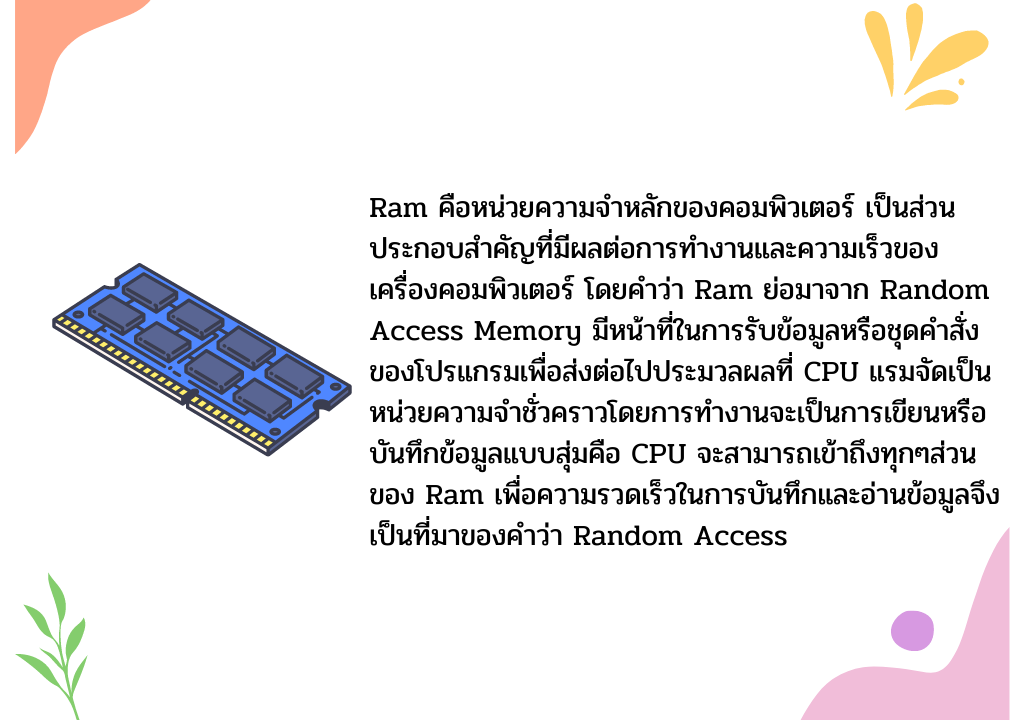 Ram คือหน่วยความจำหลักของคอมพิวเตอร์ เป็นส่วน
ประกอบสำคัญที่มีผลต่อการทำงานและความเร็วของ
เครื่องคอมพิวเตอร์ โดยคำว่า Ram ย่อมาจาก Random
Access Memory มีหน้าที่ในการรับข้อมูลหรือชุดคำสั่ง
ของโปรแกรมเพื่อส่งต่อไปประมวลผลที่ CPU แรมจัดเป็น
หน่วยความจำชั่วคราวโดยการทำงานจะเป็นการเขียนหรือ
บันทึกข้อมูลแบบสุ่มคือ CPU จะสามารถเข้าถึงทุกๆส่วน
ของ Ram เพื่อความรวดเร็วในการบันทึกและอ่านข้อมูลจึง
เป็นที่มาของคำว่า Random Access